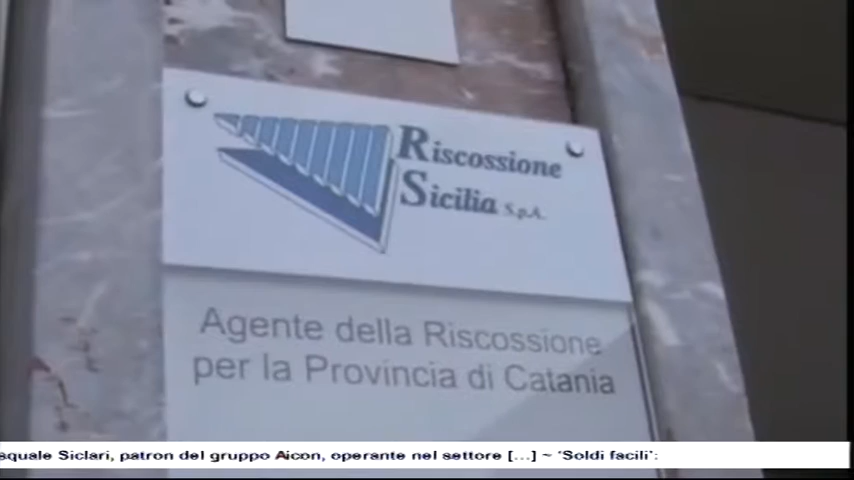 Riscossione
Sicilia S.p.A.
Agente della Riscossione
per la Provincia di Catania
squale Siclari, patron del gruppo Aicon, operante nel settore [...] ~ 'Soldi facili':